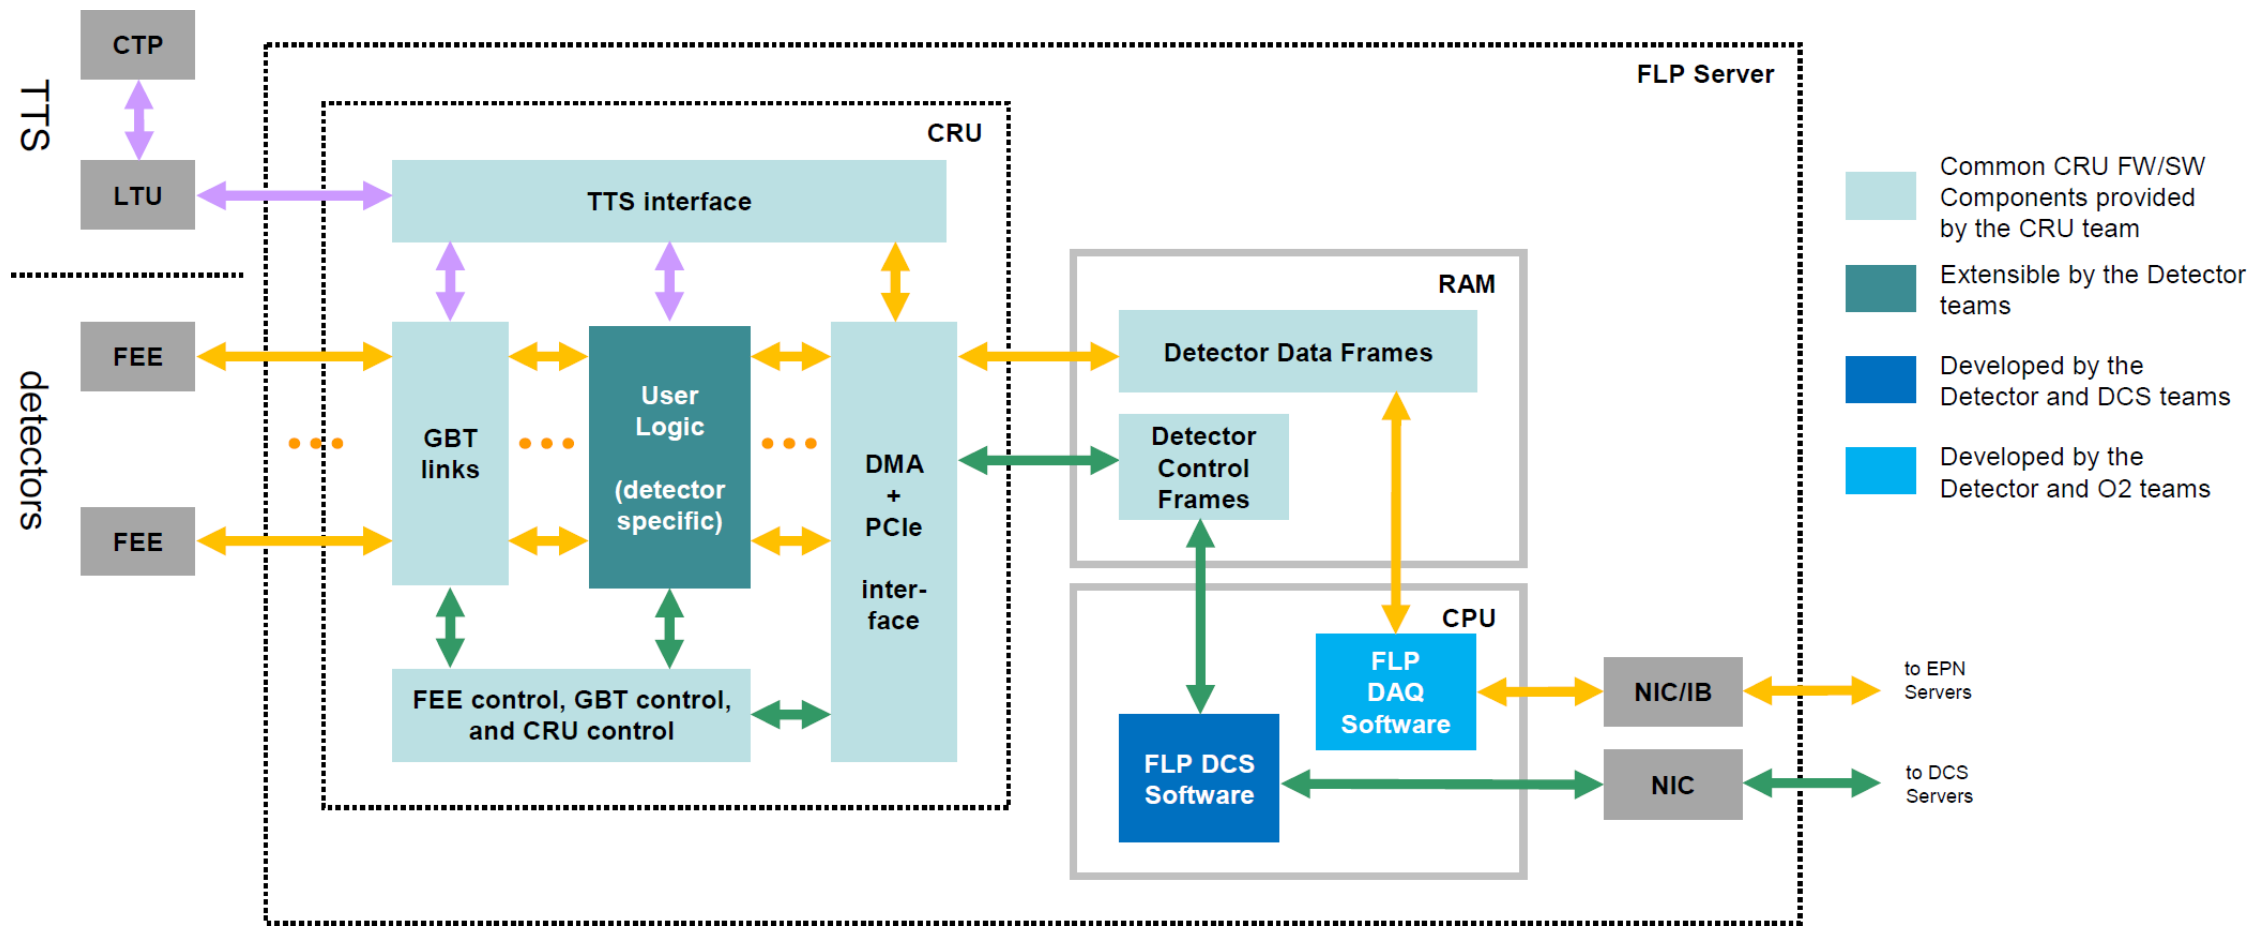 CTP
TTS
LTU
detectors
FEE
FEE
FLP Server
CRU
TTS interface
GBT
links
User
Logic
(detector
specific)
DMA
+
PCIe
inter-
face
FEE control, GBT control,
and CRU control
RAM
Detector Data Frames
Detector
Control
Frames
CPU
FLP
DAQ
Software
FLP DCS
Software
NIC/IB
NIC
to EPN
Servers
to DCS
Servers
Common CRU FW/SW
Components provided
by the CRU team
Extensible by the Detector
teams
Developed by the
Detector and DCS teams
Developed by the
Detector and O2 teams